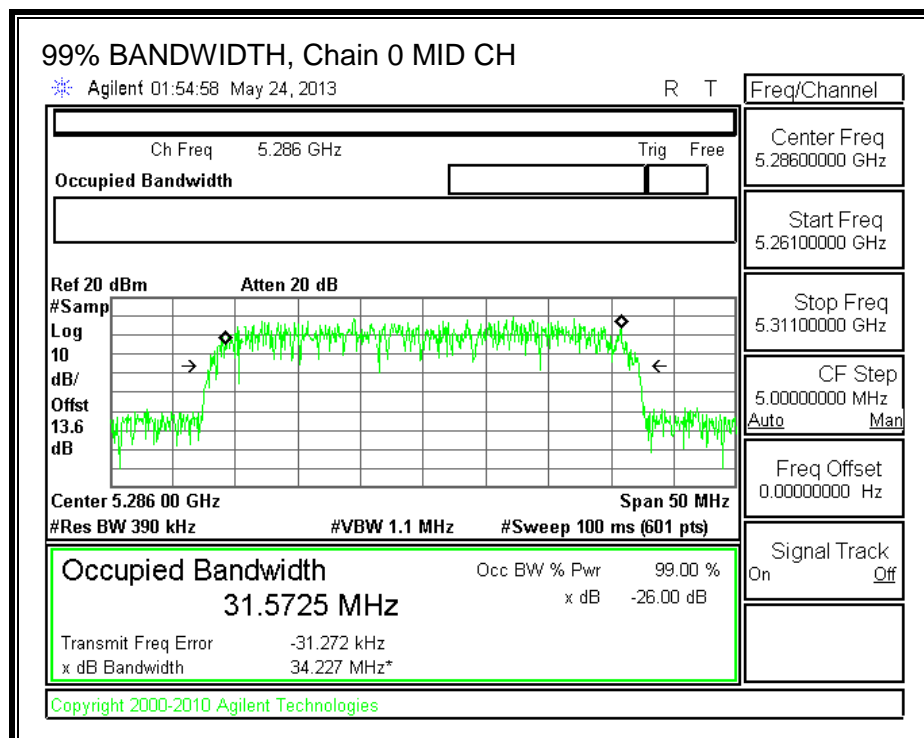 99% BANDWIDTH, Chain 0 MID CH
Agilent 01:54:58 May 24, 2013 R T
Freq/Channel
Ch Freq 5.286 GHz Trig Free
Occupied Bandwidth
Center Freq
5.28600000 GHz
Start Freq
5.26100000 GHz
Stop Freq
5.31100000 GHz
CF Step
5.00000000 MHz
Auto Man
Freq Offset
0.00000000 Hz
Signal Track
On Off
Ref 20 dBm Atten 20 dB
#Samp
Log
10
dB/
Offst
13.6
dB
Center 5.286 00 GHz Span 50 MHz
#Res BW 390 kHz #VBW 1.1 MHz #Sweep 100 ms (601 pts)
Occupied Bandwidth Occ BW % Pwr 99.00 %
31.5725 MHz x dB -26.00 dB
Transmit Freq Error -31.272 kHz
x dB Bandwidth 34.227 MHz*
Copyright 2000-2010 Agilent Technologies